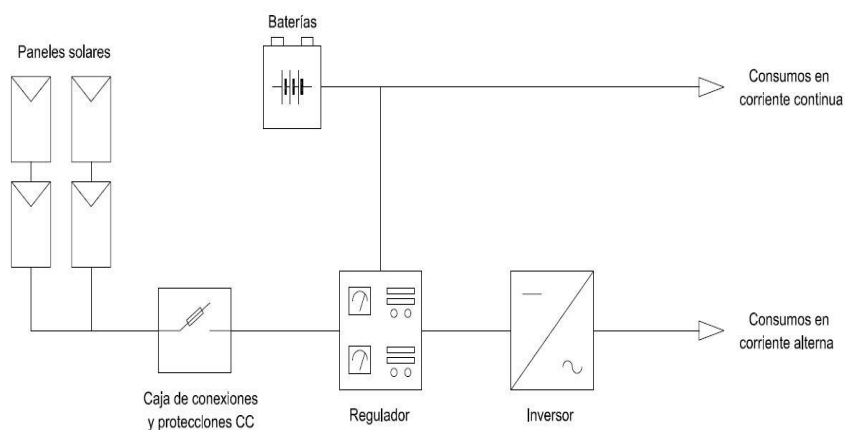 Baterías
Paneles solares
Consumos en
corriente continua
Consumos en
corriente alterna
Caja de conexiones
y protecciones CC
Regulador
Inversor